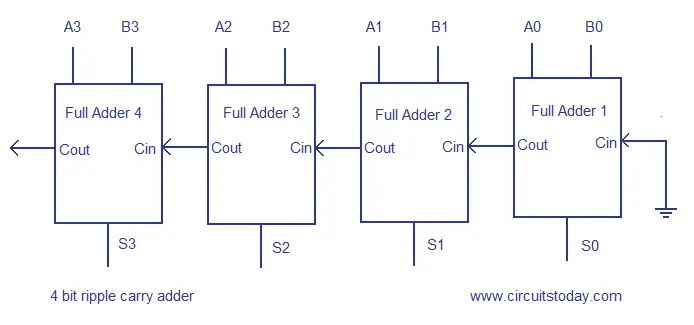 A3 B3 A2 B2 A1 B1 A0 B0
Full Adder 4 Full Adder 3 Full Adder 2 Full Adder 1
Cout Cin Cout Cin Cout Cin Cout Cin
S3 S2 S1 S0
4 bit ripple carry adder www.circuitstoday.com